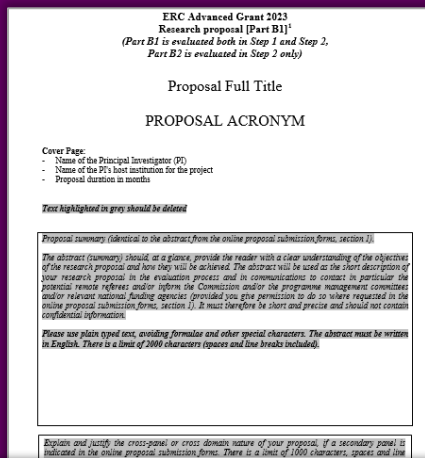 ERC Advanced Grant 2023
Research proposal [Part B1]¹
(Part B1 is evaluated both in Step 1 and Step 2,
Part B2 is evaluated in Step 2 only)
Proposal Full Title
PROPOSAL ACRONYM
Cover Page:
- Name of the Principal Investigator (PI)
- Name of the PI's host institution for the project
- Proposal duration in months
Text highlighted in grey should be deleted
Proposal summary (identical to the abstract from the online proposal submission forms, section 1).
The abstract (summary) should, at a glance, provide the reader with a clear understanding of the objectives
of the research proposal and how they will be achieved. The abstract will be used as the short description of
your research proposal in the evaluation process and in communications to contact in particular the
potential remote referees and/or inform the Commission and/or the programme management committees
and/or relevant national funding agencies (provided you give permission to do so where requested in the
online proposal submission forms, section 1). It must therefore be short and precise and should not contain
confidential information.
Please use plain typed text, avoiding formulae and other special characters. The abstract must be written
in English. There is a limit of 2000 characters (spaces and line breaks included).
Explain and justify the cross-panel or cross domain nature of your proposal, if a secondary panel is
indicated in the online proposal submission forms. There is a limit of 1000 characters, spaces and line